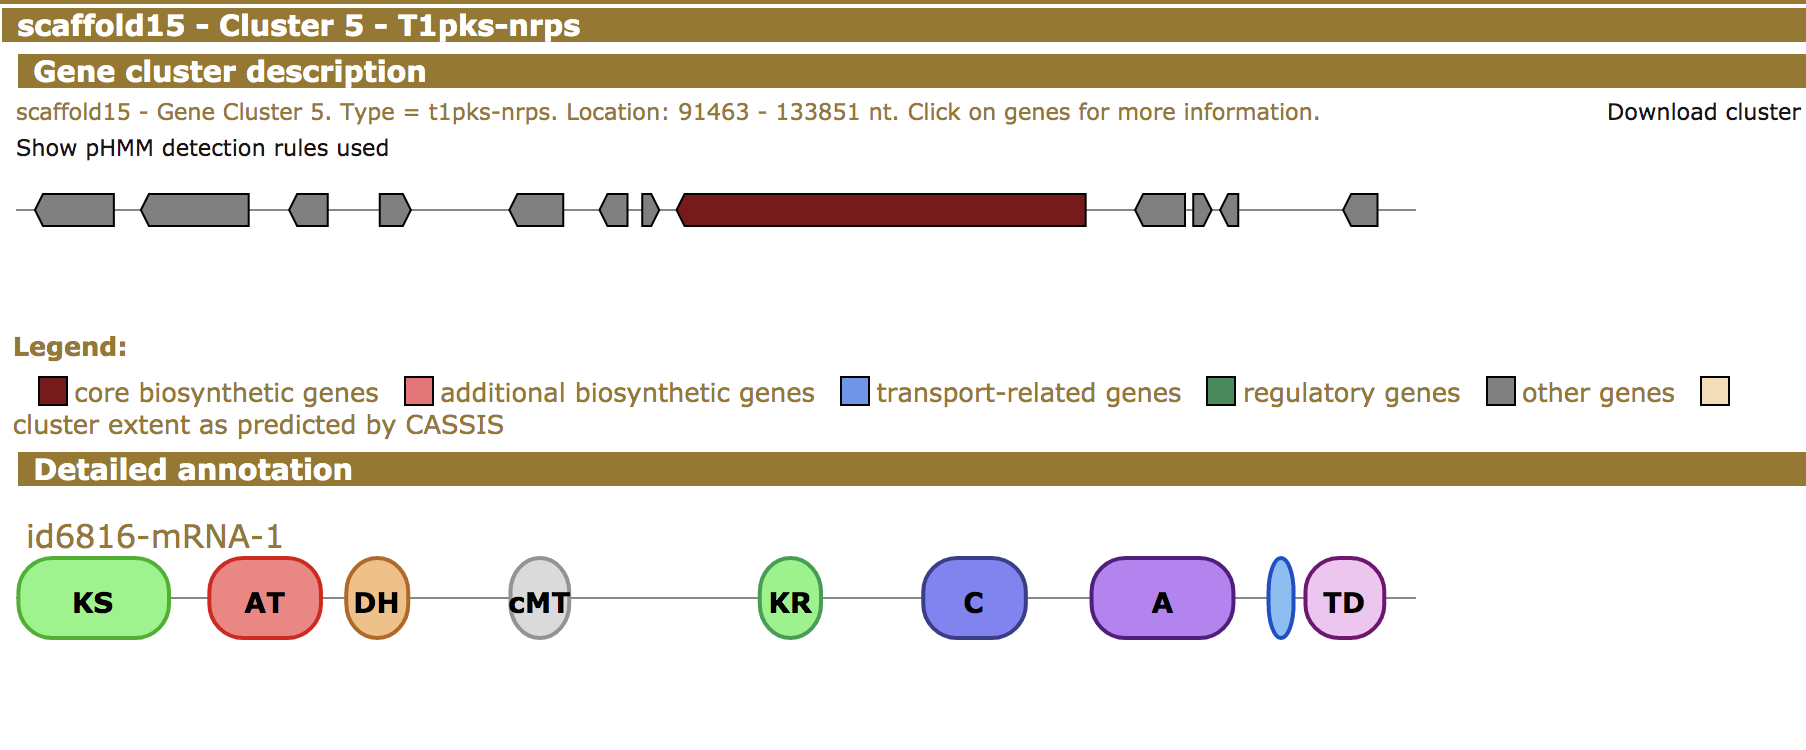 scaffold15 - Cluster 5 - T1pks-nrps
Gene cluster description
scaffold15 - Gene Cluster 5. Type = t1pks-nrps. Location: 91463 - 133851 nt. Click on genes for more information.
Download cluster
Show pHMM detection rules used
Legend:
core biosynthetic genes additional biosynthetic genes transport-related genes regulatory genes other genes
cluster extent as predicted by CASSIS
Detailed annotation
id6816-mRNA-1
KS AT DH cMT KR C A TD